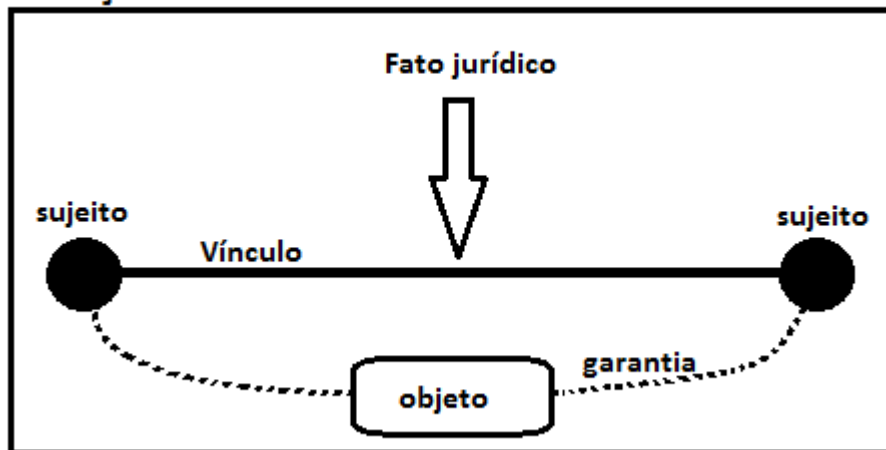 Fato jurídico
sujeito
sujeito
Vínculo
garantia
objeto